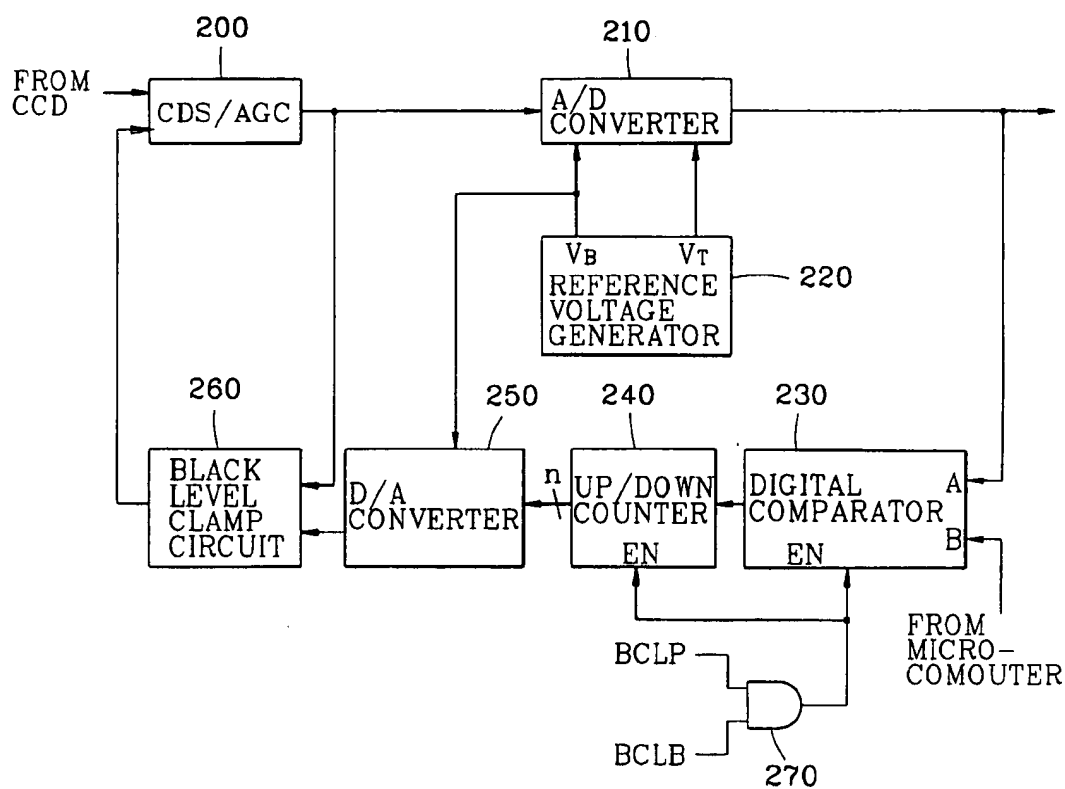 200
210
FROM
CCD
CDS/AGC
A/D
CONVERTER
VB
VT
REFERENCE
VOLTAGE
GENERATOR
220
260
250
240
230
BLACK
LEVEL
CLAMP
CIRCUIT
D/A
CONVERTER
n
UP/DOWN
COUNTER
EN
DIGITAL
COMPARATOR
A
B
EN
FROM
MICRO-
COMOUTER
BCLP
BCLB
270